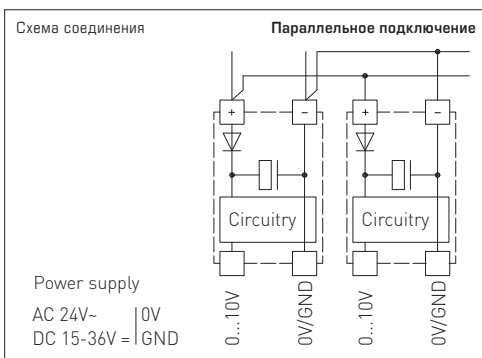 Схема соединения
Параллельное подключение
+ − + −
Circuitry Circuitry
Power supply
AC 24V~ 0V
DC 15-36V = GND
0...10V 0V/GND 0...10V 0V/GND